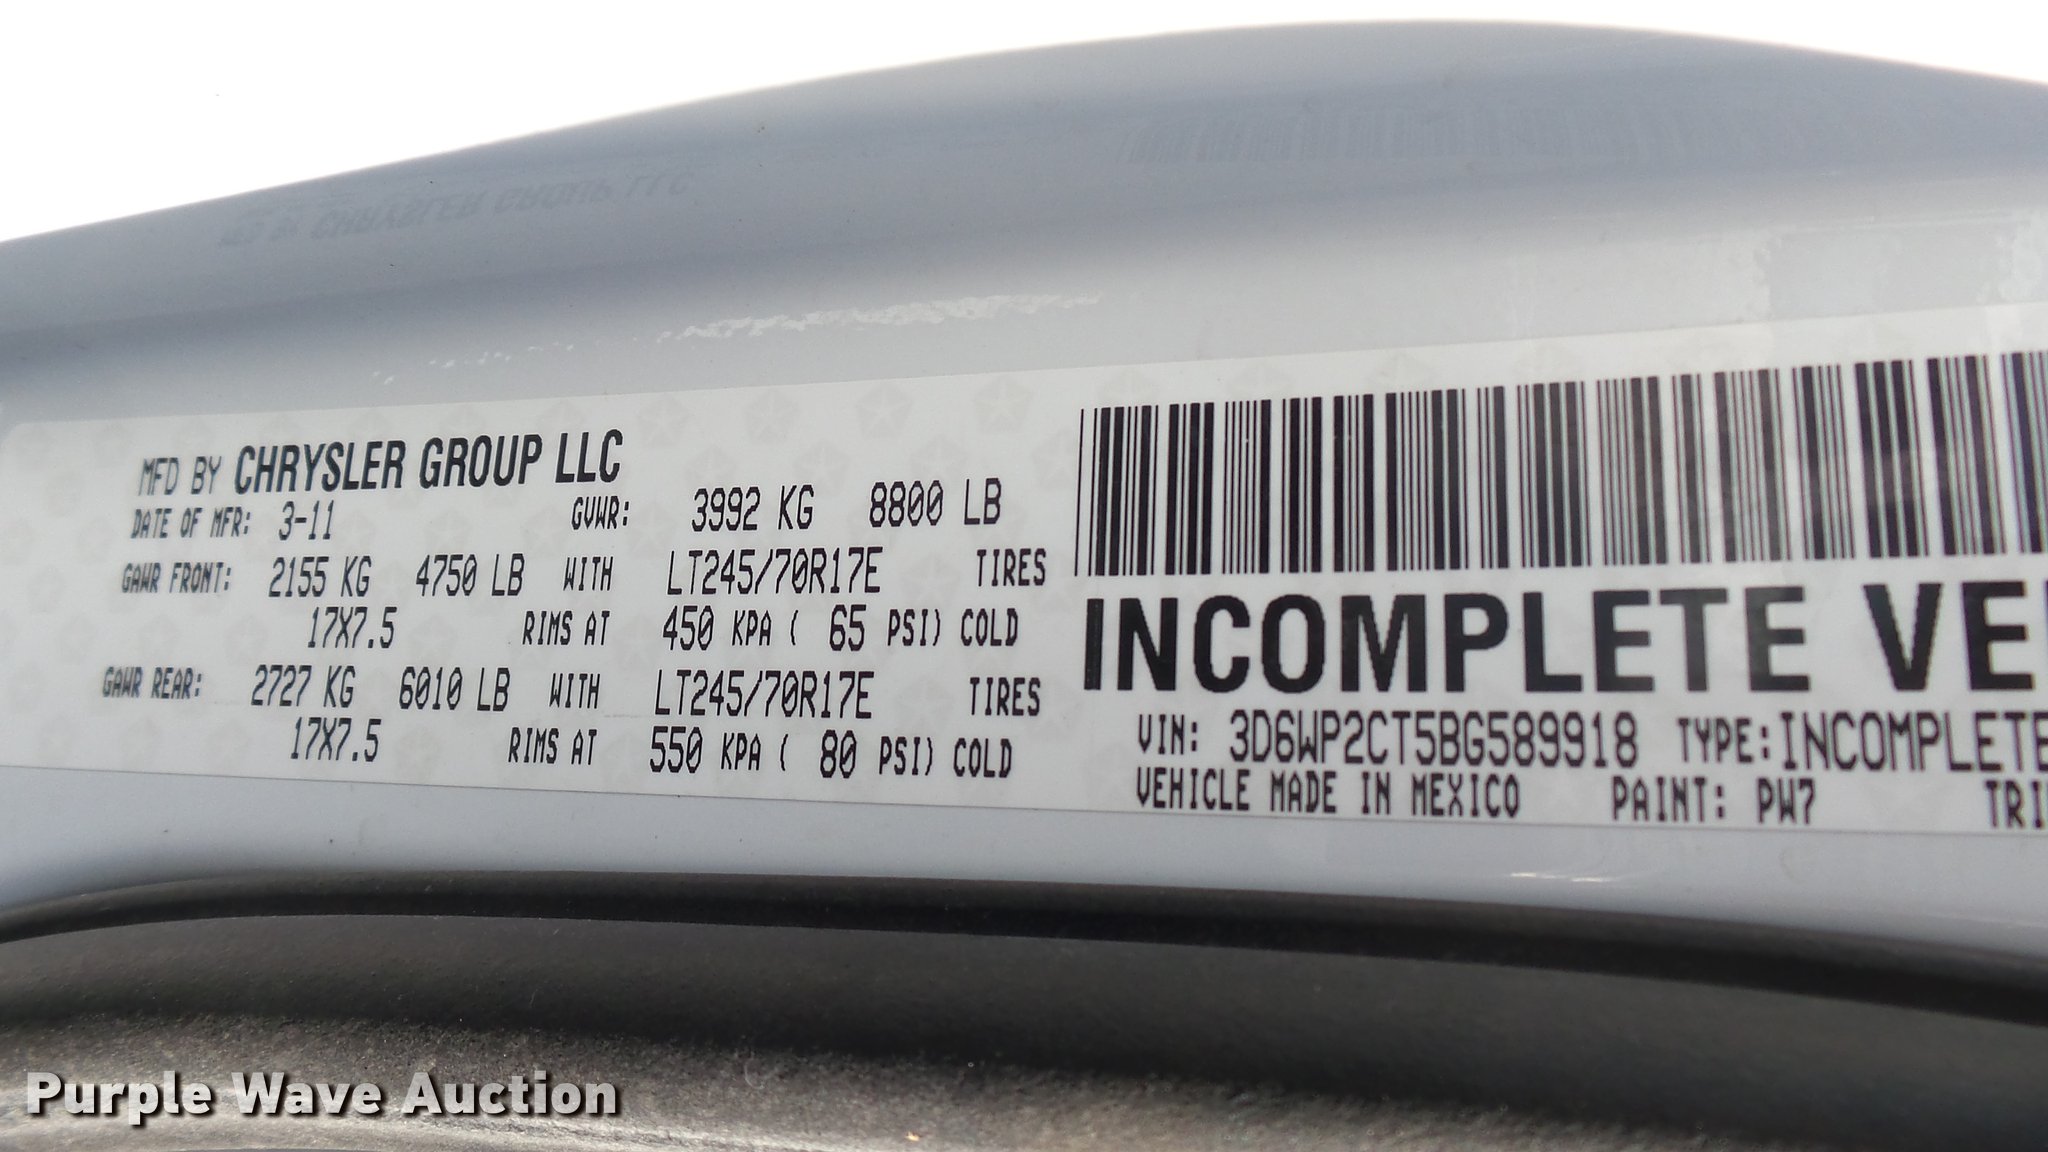 MFD BY CHRYSLER GROUP LLC
DATE OF MFR: 3-11 GVWR: 3992 KG 8800 LB
GAWR FRONT: 2155 KG 4750 LB WITH LT245/70R17E TIRES
17X7.5 RIMS AT 450 KPA ( 65 PSI) COLD
GAWR REAR: 2727 KG 6010 LB WITH LT245/70R17E TIRES
17X7.5 RIMS AT 550 KPA ( 80 PSI) COLD
INCOMPLETE VE
VIN: 3D6WP2CT5BG589918 TYPE: INCOMPLETE
VEHICLE MADE IN MEXICO PAINT: PW7 TRI
Purple Wave Auction